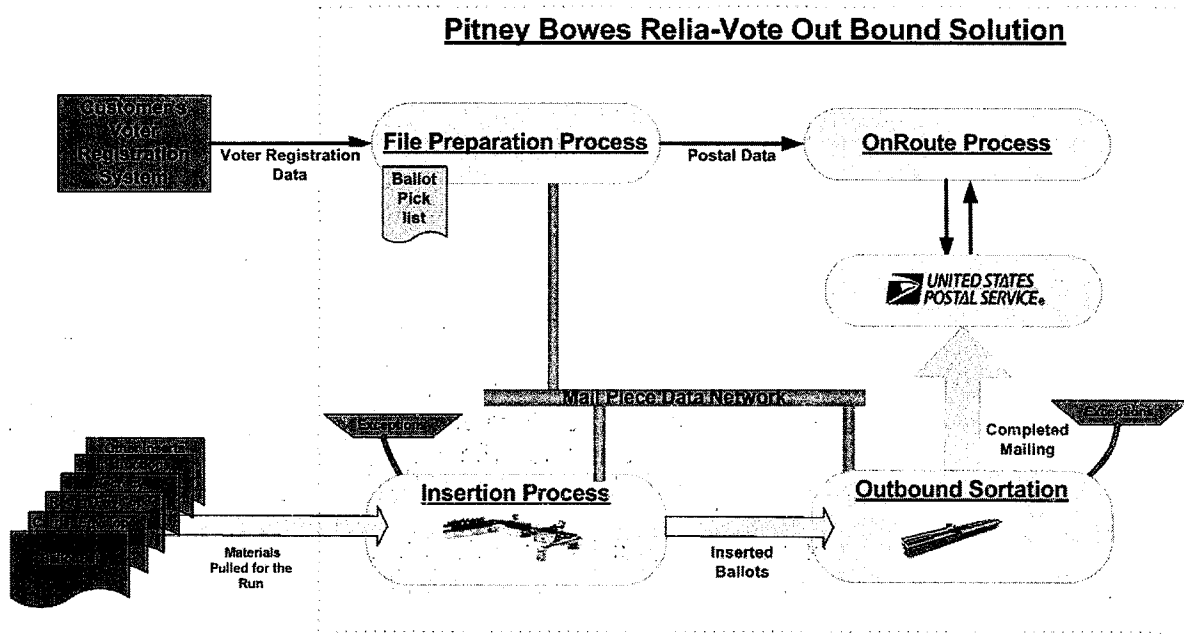 Pitney Bowes Relia-Vote Out Bound Solution
Customer's
Voter
Registration
System
Voter Registration
Data
File Preparation Process
Ballot
Pick
list
Postal Data
OnRoute Process
UNITED STATES
POSTAL SERVICE®
Mail Piece Data Network
Exceptions
Exceptions
Completed
Mailing
Insertion Process
Outbound Sortation
Materials
Pulled for the
Run
Inserted
Ballots